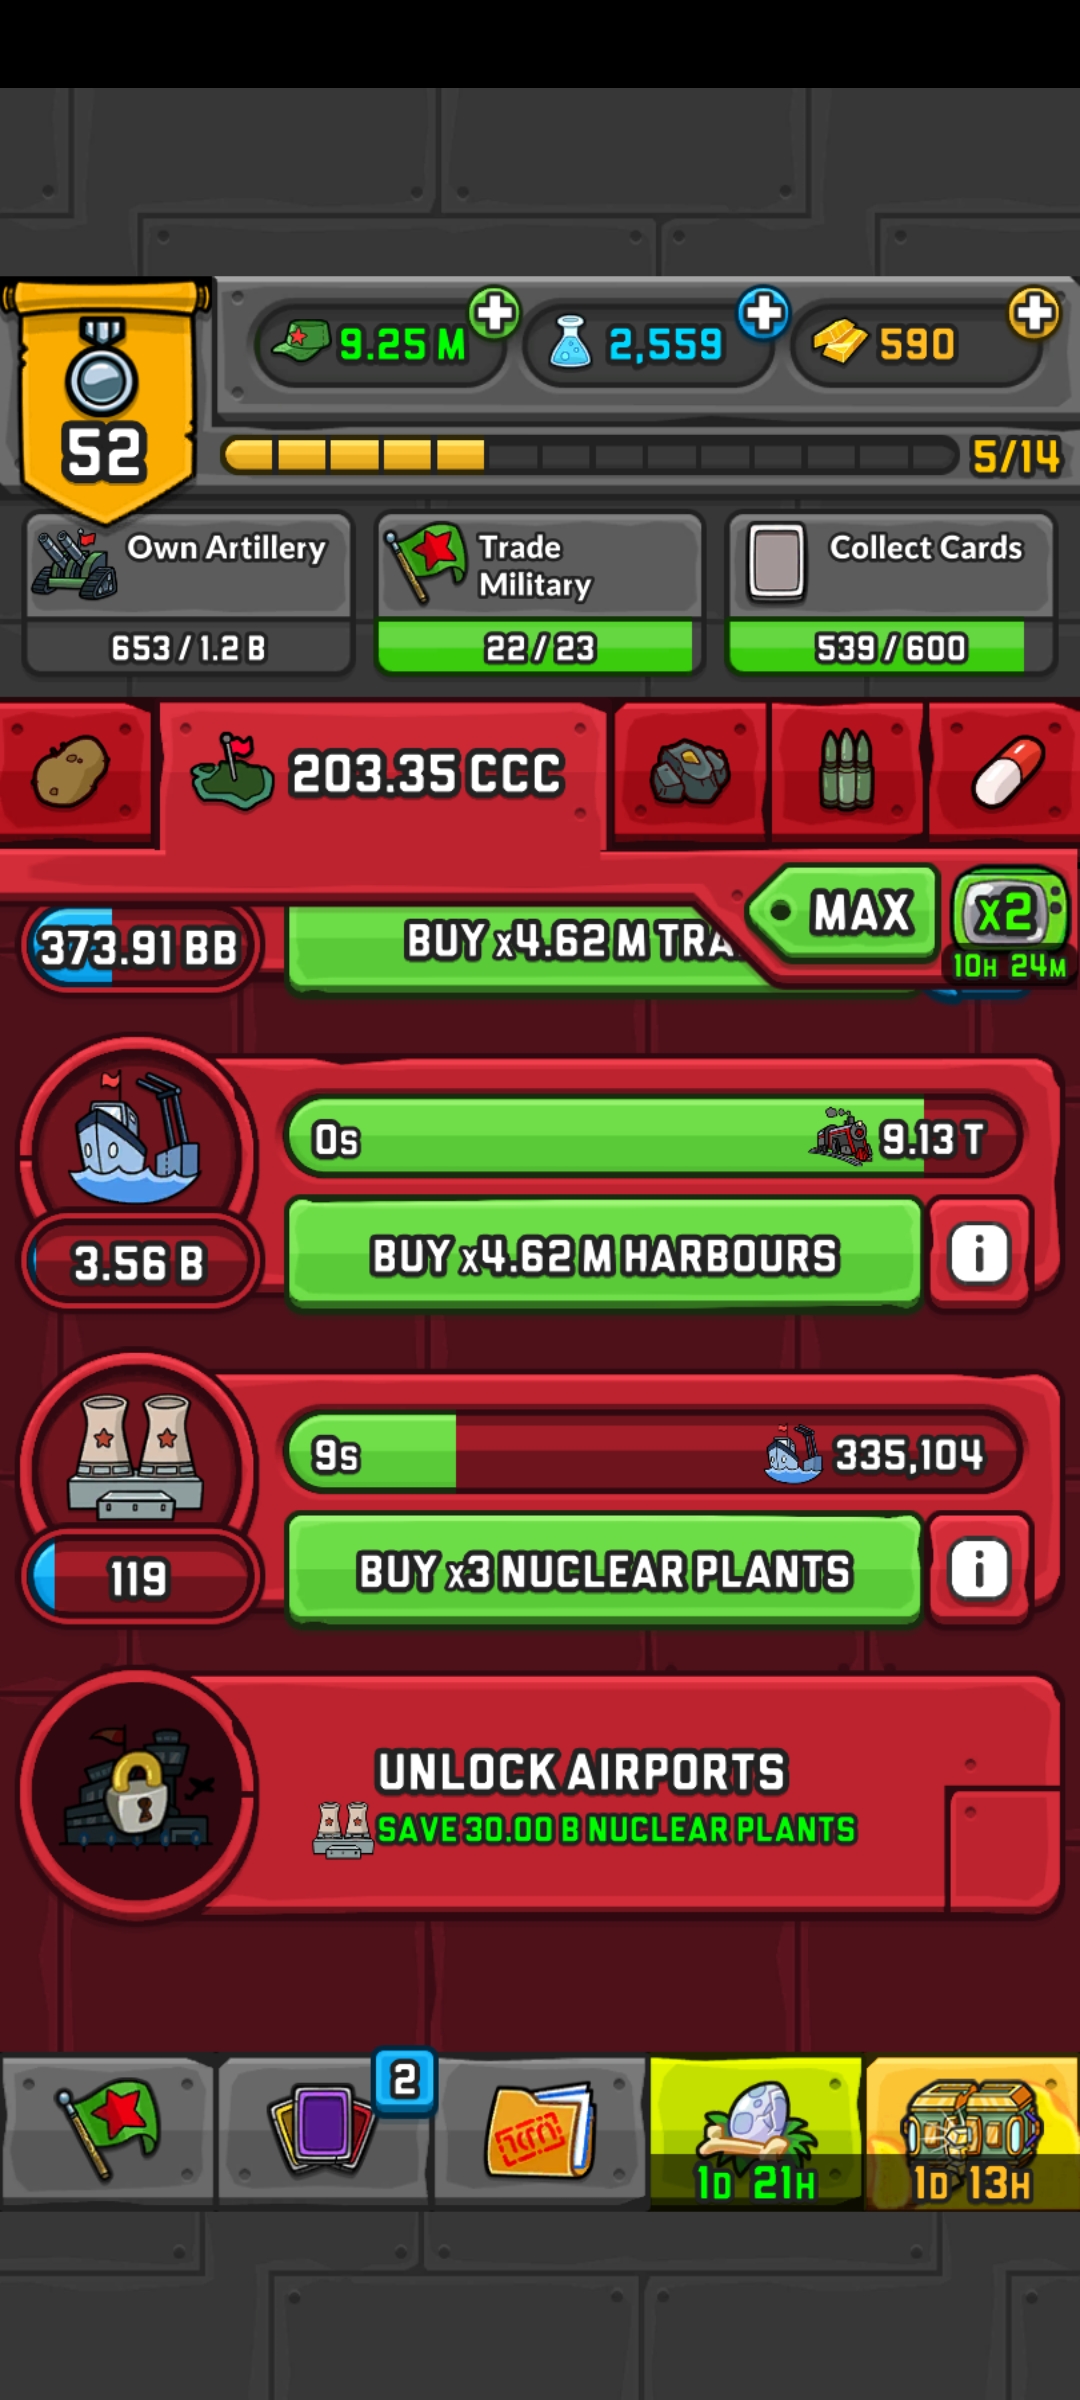 9.25 M
2,559
590
52
5/14
Own Artillery
653 / 1.2 B
Trade
Military
22 / 23
Collect Cards
539 / 600
203.35 CCC
MAX
x2
10H 24M
373.91 BB
BUY x4.62 M TRA
0s
9.13 T
3.56 B
BUY x4.62 M HARBOURS
i
9s
335,104
119
BUY x3 NUCLEAR PLANTS
i
UNLOCK AIRPORTS
SAVE 30.00 B NUCLEAR PLANTS
2
1D 21H
1D 13H